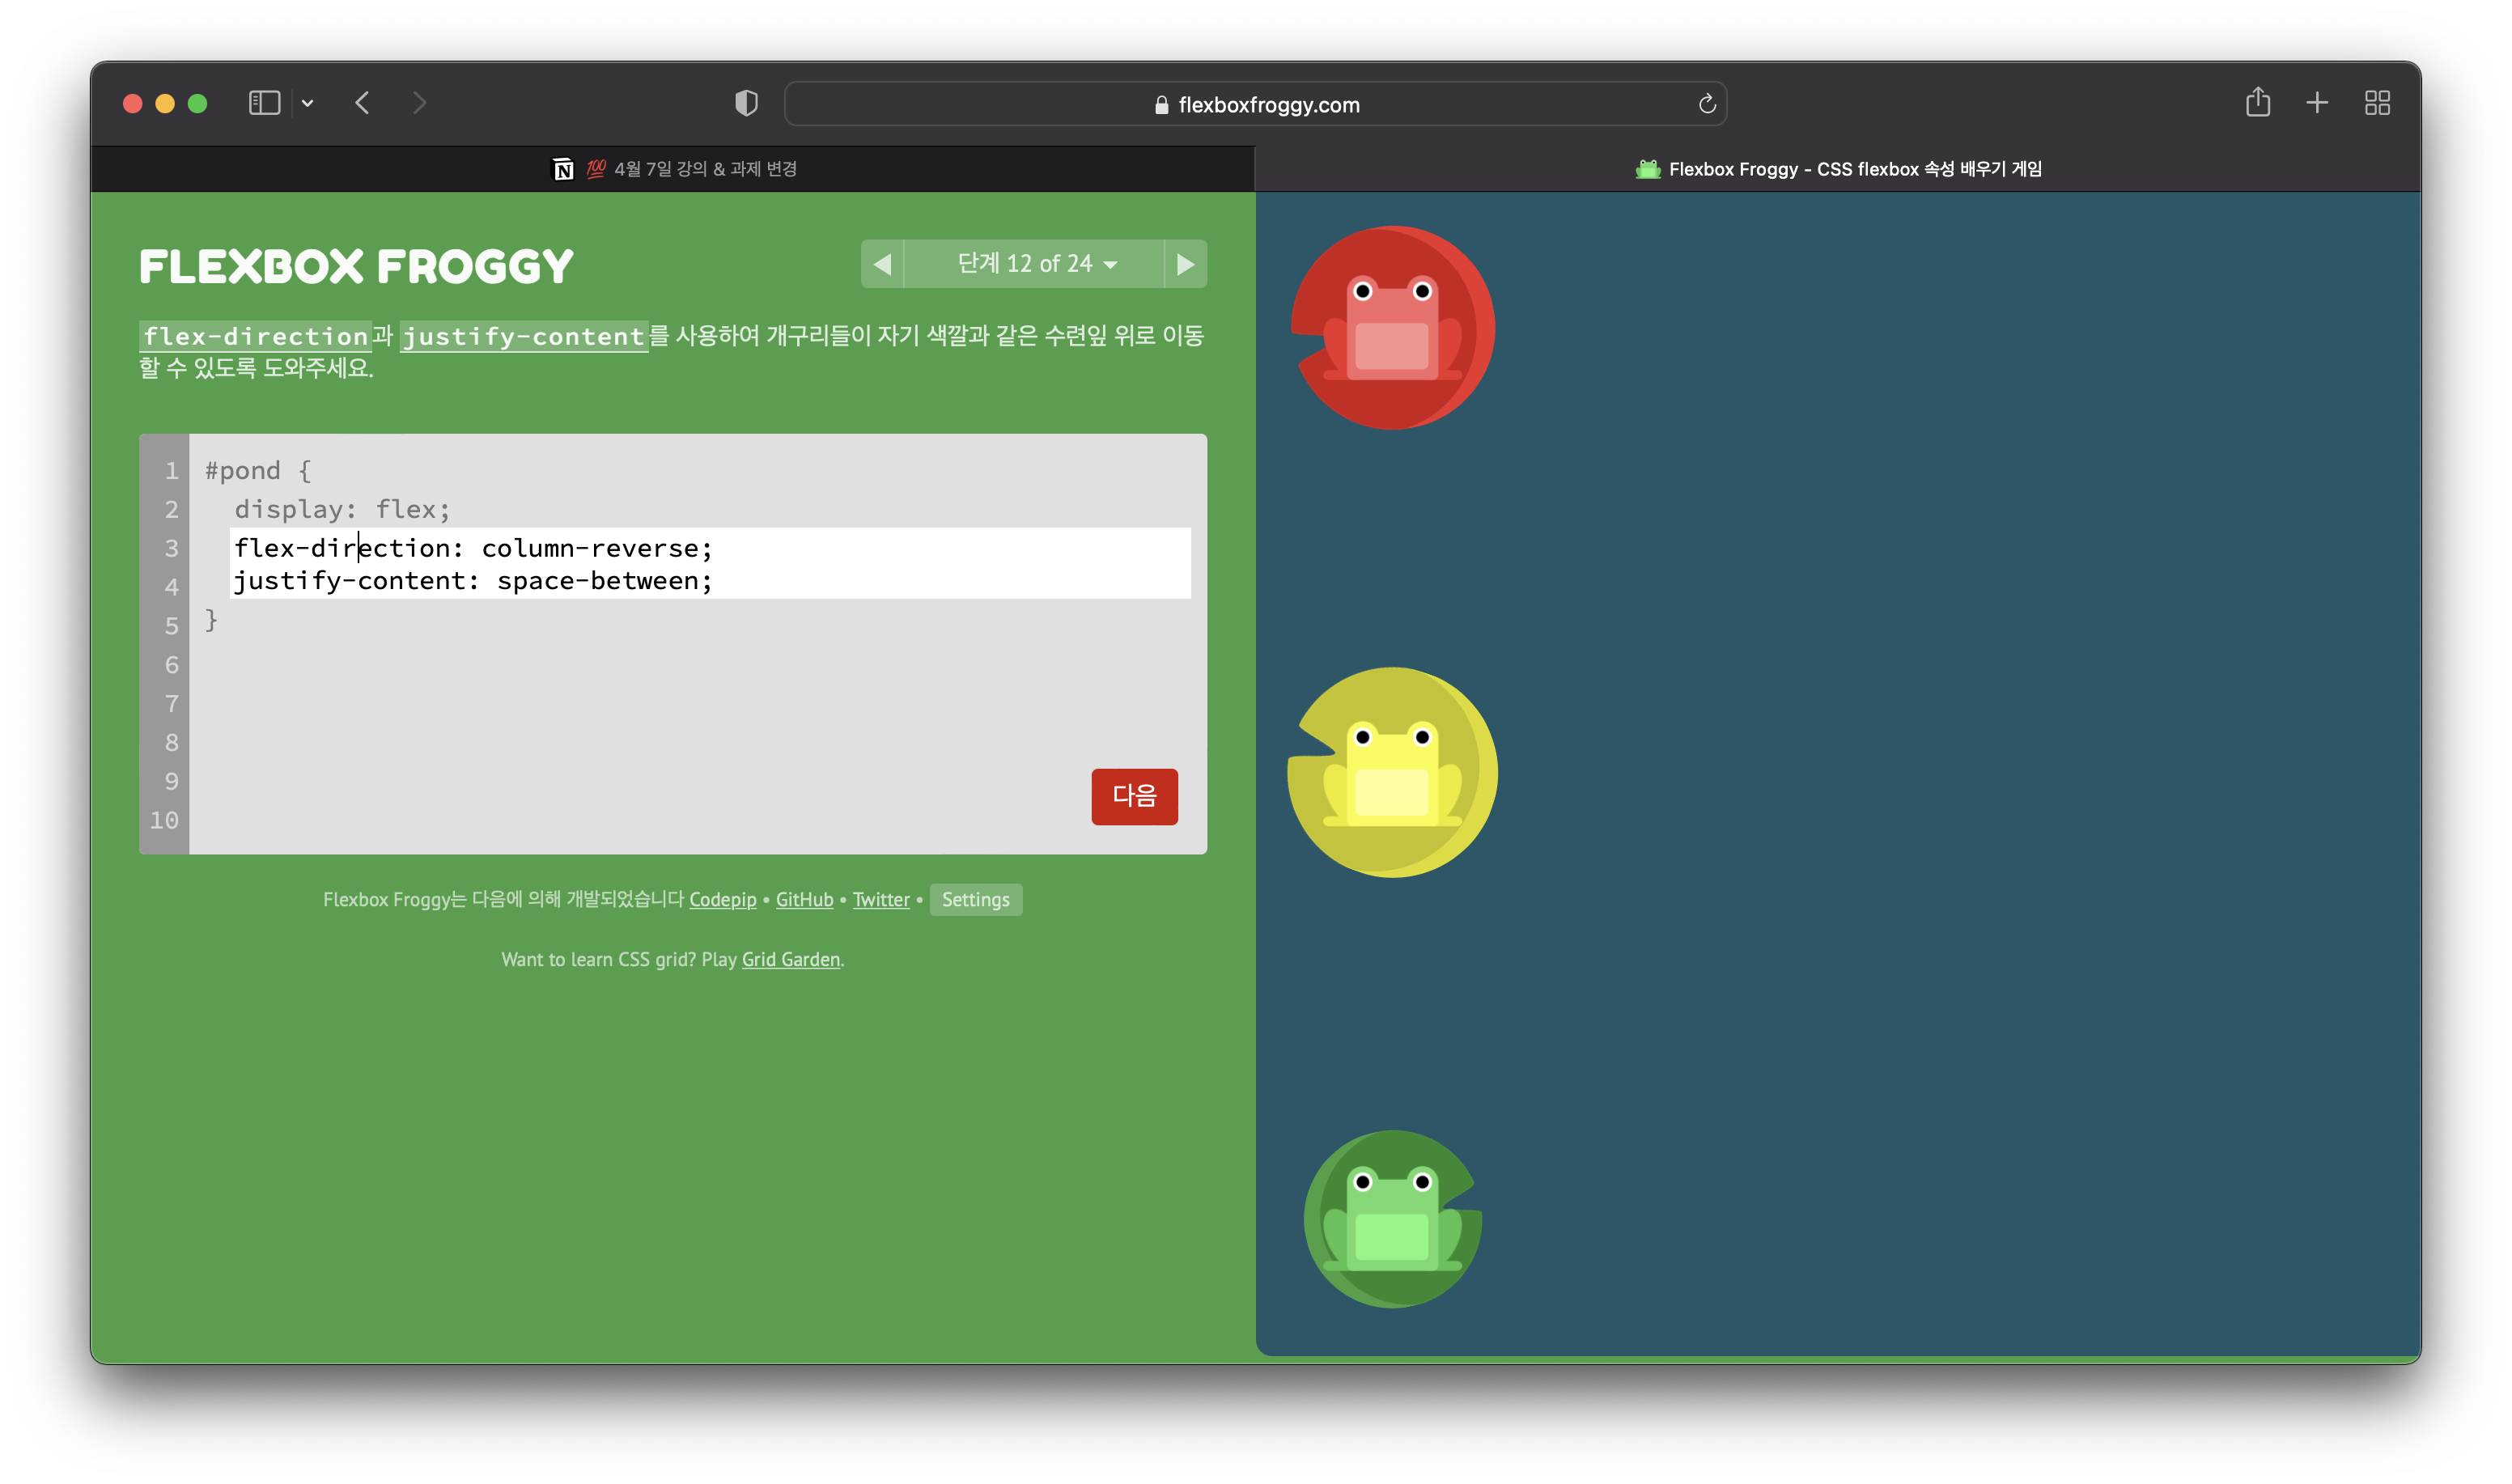 flexboxfroggy.com
💯 4월 7일 강의 & 과제 변경
Flexbox Froggy - CSS flexbox 속성 배우기 게임
FLEXBOX FROGGY
단계 12 of 24
flex-direction과 justify-content를 사용하여 개구리들이 자기 색깔과 같은 수련잎 위로 이동
할 수 있도록 도와주세요.
1 #pond {
2 display: flex;
3 flex-direction: column-reverse;
4 justify-content: space-between;
5 }
6
7
8
9
10
다음
Flexbox Froggy는 다음에 의해 개발되었습니다 Codepip • GitHub • Twitter • Settings
Want to learn CSS grid? Play Grid Garden.